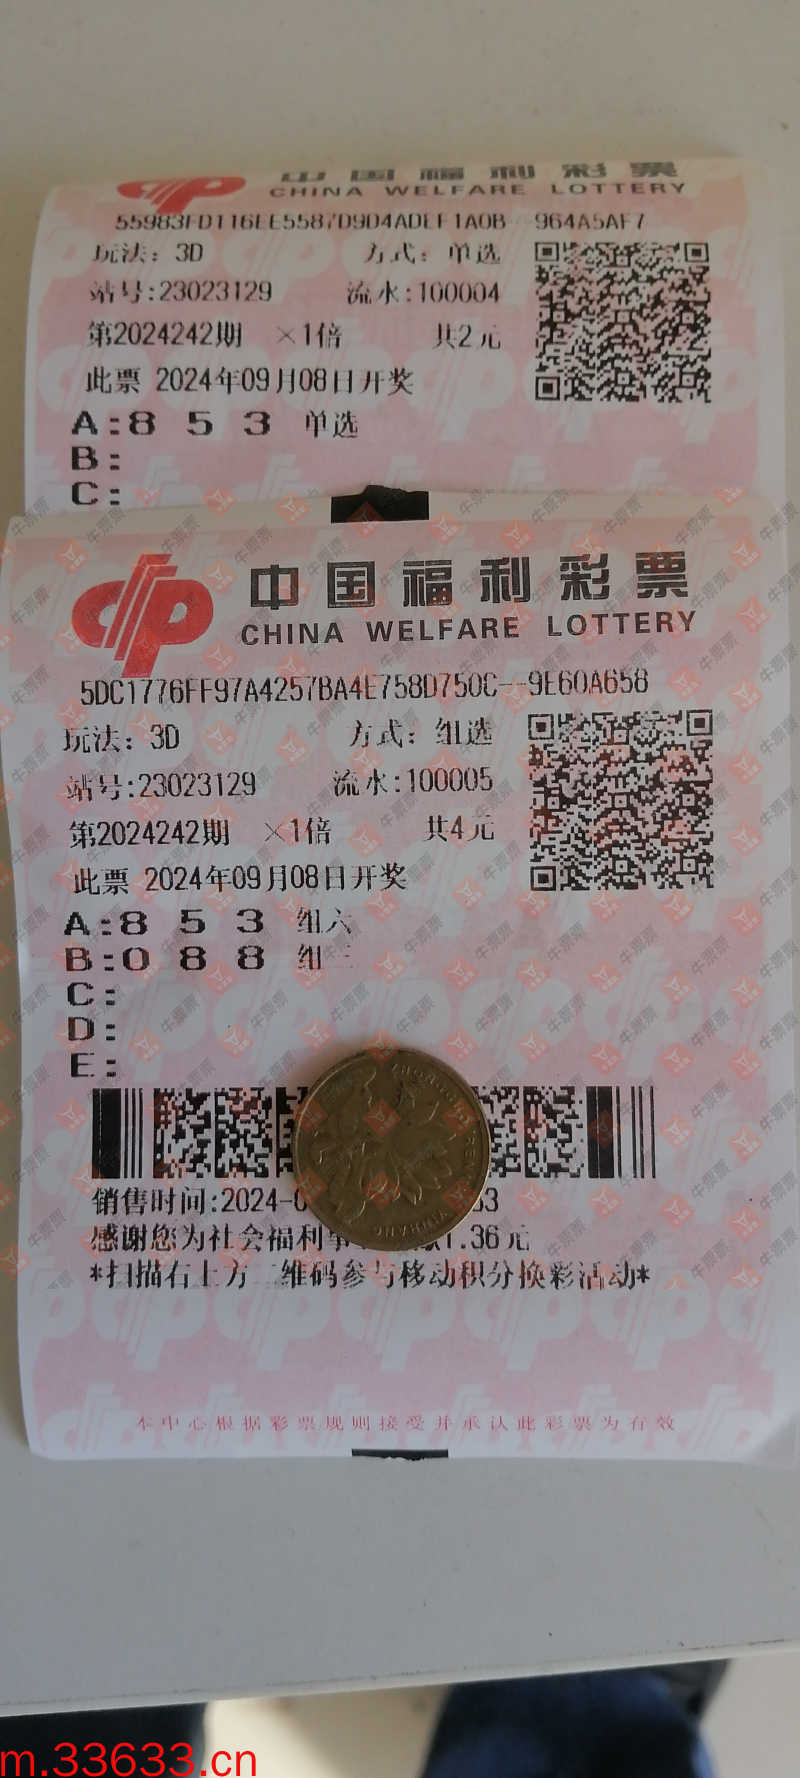 中国福利彩票
CHINA WELFARE LOTTERY
55983FD116EE5587D9D4ADEF1A0B--964A5AF7
玩法：3D 方式：单选
站号:23023129 流水:100004
第2024242期 ×1倍 共2元
此票 2024年09月08日开奖
A:8 5 3 单选
B:
C:
中国福利彩票
CHINA WELFARE LOTTERY
5DC1776FF97A4257BA4E758D750C--9E60A658
玩法：3D 方式：组选
站号:23023129 流水:100005
第2024242期 ×1倍 共4元
此票 2024年09月08日开奖
A:8 5 3 组六
B:0 8 8 组三
C:
D:
E:
销售时间:2024-0
感谢您为社会福利事 1.36元
*扫描右上方二维码参与移动积分换彩活动*
本中心根据彩票规则接受并承认此彩票为有效
m.33633.cn